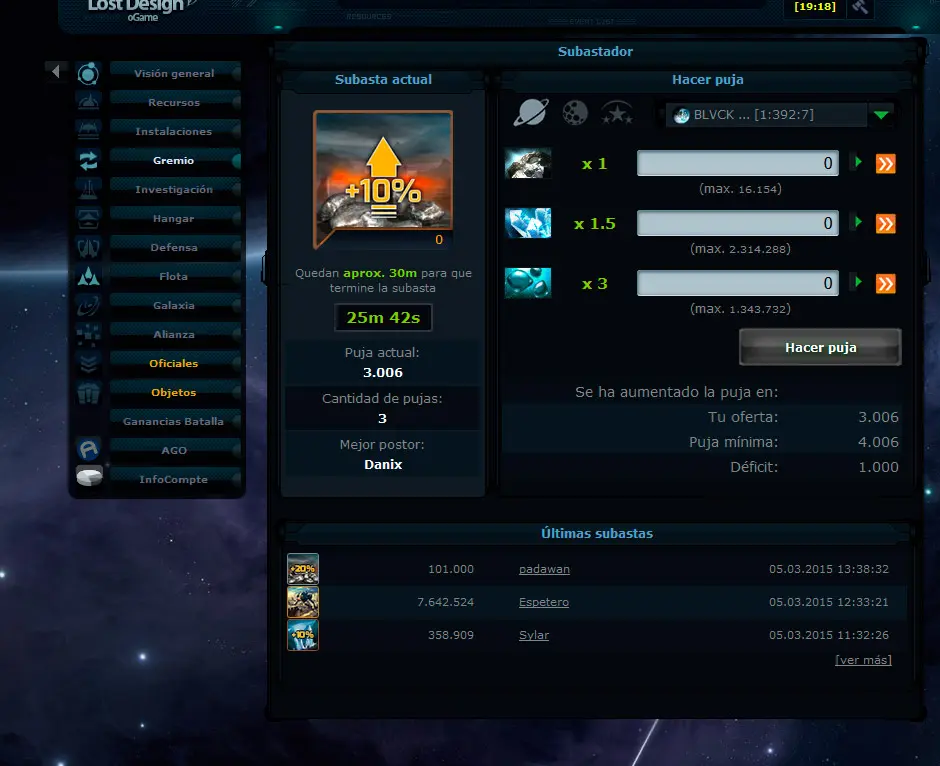 Lost Design
oGame
RESOURCES
EVENT LIST
[19:18]
Visión general
Recursos
Instalaciones
Gremio
Investigación
Hangar
Defensa
Flota
Galaxia
Alianza
Oficiales
Objetos
Ganancias Batalla
AGO
InfoCompte
Subastador
Subasta actual
+10%
0
Quedan aprox. 30m para que
termine la subasta
25m 42s
Puja actual:
3.006
Cantidad de pujas:
3
Mejor postor:
Danix
Hacer puja
BLVCK ... [1:392:7]
x 1
0
(max. 16.154)
x 1.5
0
(max. 2.314.288)
x 3
0
(max. 1.343.732)
Hacer puja
Se ha aumentado la puja en:
Tu oferta: 3.006
Puja mínima: 4.006
Déficit: 1.000
Últimas subastas
+20% 101.000 padawan 05.03.2015 13:38:32
7.642.524 Espetero 05.03.2015 12:33:21
+10% 358.909 Sylar 05.03.2015 11:32:26
[ver más]